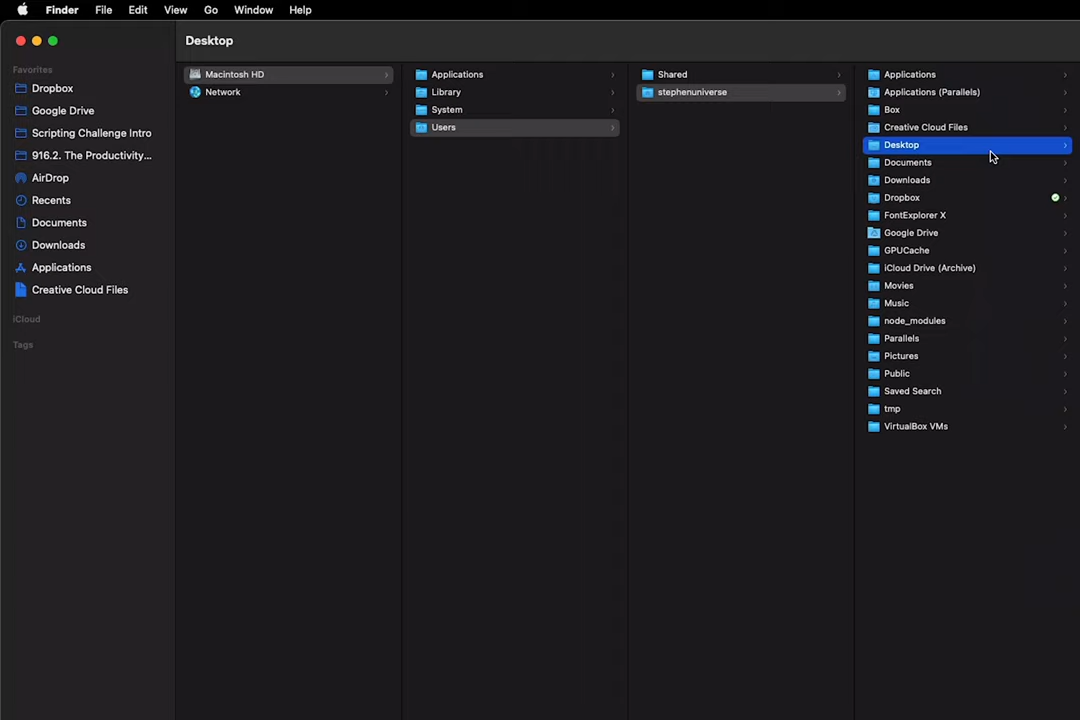 Finder File Edit View Go Window Help
Desktop
Favorites
Dropbox
Google Drive
Scripting Challenge Intro
916.2. The Productivity...
AirDrop
Recents
Documents
Downloads
Applications
Creative Cloud Files
iCloud
Tags
Macintosh HD
Network
Applications
Library
System
Users
Shared
stephenuniverse
Applications
Applications (Parallels)
Box
Creative Cloud Files
Desktop
Documents
Downloads
Dropbox
FontExplorer X
Google Drive
GPUCache
iCloud Drive (Archive)
Movies
Music
node_modules
Parallels
Pictures
Public
Saved Search
tmp
VirtualBox VMs